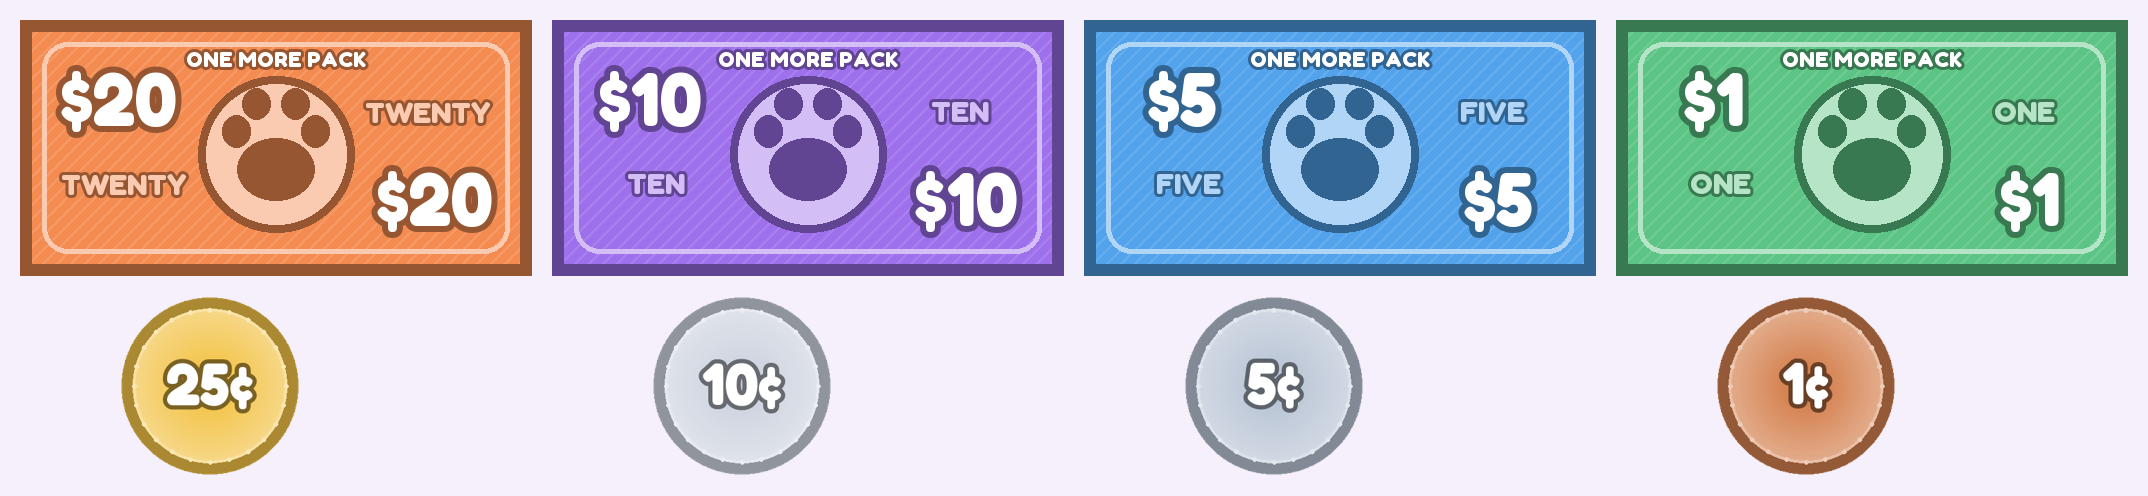 ONE MORE PACK
$20
TWENTY
TWENTY
$20
ONE MORE PACK
$10
TEN
TEN
$10
ONE MORE PACK
$5
FIVE
FIVE
$5
ONE MORE PACK
$1
ONE
ONE
$1
25¢
10¢
5¢
1¢